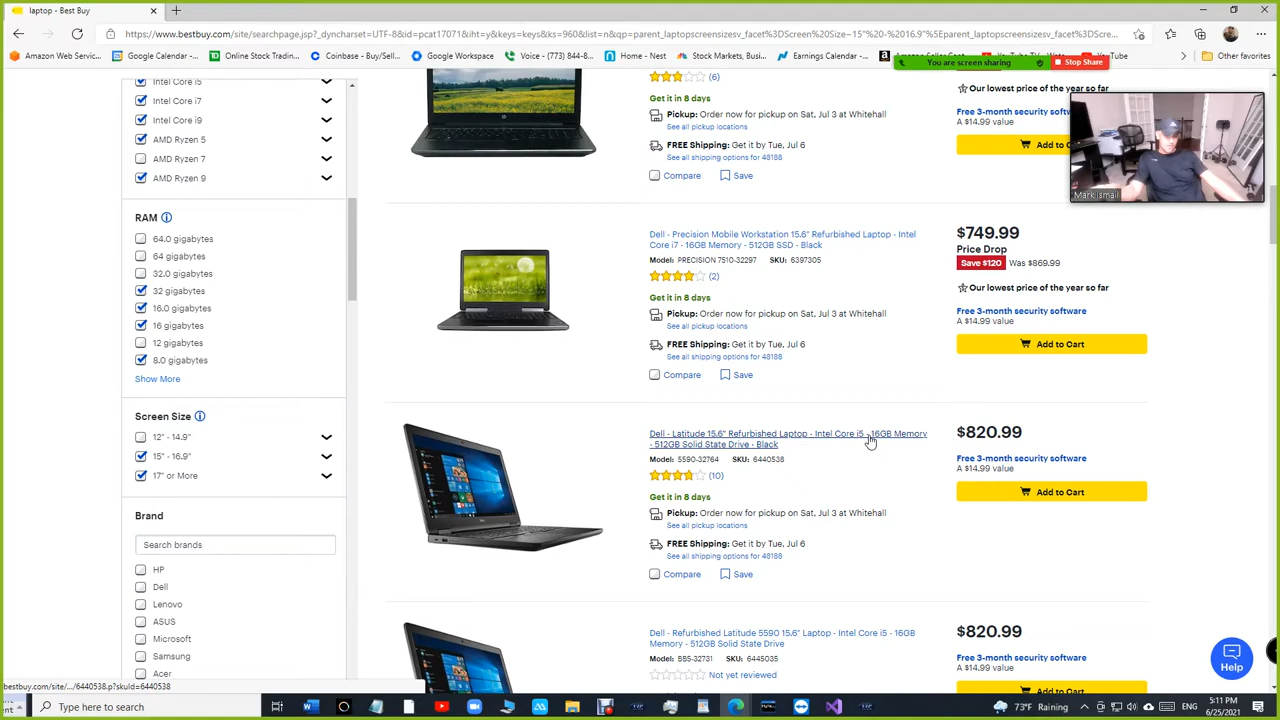 laptop - Best Buy
https://www.bestbuy.com/site/searchpage.jsp?_dyncharset=UTF-8&id=pcat17071&iht=y&keys=keys&ks=960&list=n&qp=parent_laptopscreensizesv_facet%3DScreen%20Size~15"%20-%2016.9"%5Eparent_laptopscreensizesv_facet%3DScre...
Amazon Web Servic...
Google Calendar -...
Online Stock Tradin...
Coinbase
Google Workspace
Voice - (773) 844-8...
Home - Nest
Budget
Markets
Earnings Calendar -...
YouTube
Other favorites
You are screen sharing
Stop Share
Intel Core i5
Intel Core i7
Intel Core i9
AMD Ryzen 5
AMD Ryzen 7
AMD Ryzen 9
RAM
64.0 gigabytes
64 gigabytes
32.0 gigabytes
32 gigabytes
16.0 gigabytes
16 gigabytes
12 gigabytes
8.0 gigabytes
Show More
Screen Size
12" - 14.9"
15" - 16.9"
17" or More
Brand
Search brands
HP
Dell
Lenovo
ASUS
Microsoft
Samsung
Acer
(6)
Get it in 8 days
Pickup: Order now for pickup on Sat, Jul 3 at Whitehall
See all pickup locations
FREE Shipping: Get it by Tue, Jul 6
See all shipping options for 48188
Compare
Save
Our lowest price of the year so far
Free 3-month security softw
A $14.99 value
Add to C
Mark Ismail
Dell - Precision Mobile Workstation 15.6" Refurbished Laptop - Intel
Core i7 - 16GB Memory - 512GB SSD - Black
Model: PRECISION 7510-32297 SKU: 6397305
(2)
Get it in 8 days
Pickup: Order now for pickup on Sat, Jul 3 at Whitehall
See all pickup locations
FREE Shipping: Get it by Tue, Jul 6
See all shipping options for 48188
Compare
Save
$749.99
Price Drop
Save $120 Was $869.99
Our lowest price of the year so far
Free 3-month security software
A $14.99 value
Add to Cart
Dell - Latitude 15.6" Refurbished Laptop - Intel Core i5 - 16GB Memory
- 512GB Solid State Drive - Black
Model: 5590-32764 SKU: 6440538
(10)
Get it in 8 days
Pickup: Order now for pickup on Sat, Jul 3 at Whitehall
See all pickup locations
FREE Shipping: Get it by Tue, Jul 6
See all shipping options for 48188
Compare
Save
$820.99
Free 3-month security software
A $14.99 value
Add to Cart
Dell - Refurbished Latitude 5590 15.6" Laptop - Intel Core i5 - 16GB
Memory - 512GB Solid State Drive
Model: BB5-32731 SKU: 6445035
Not yet reviewed
$820.99
Free 3-month security software
A $14.99 value
Add to Cart
Help
bestbuy.com/site/.../6440538.p?skuId=6440538
Type here to search
73°F Raining
5:11 PM
6/25/2021